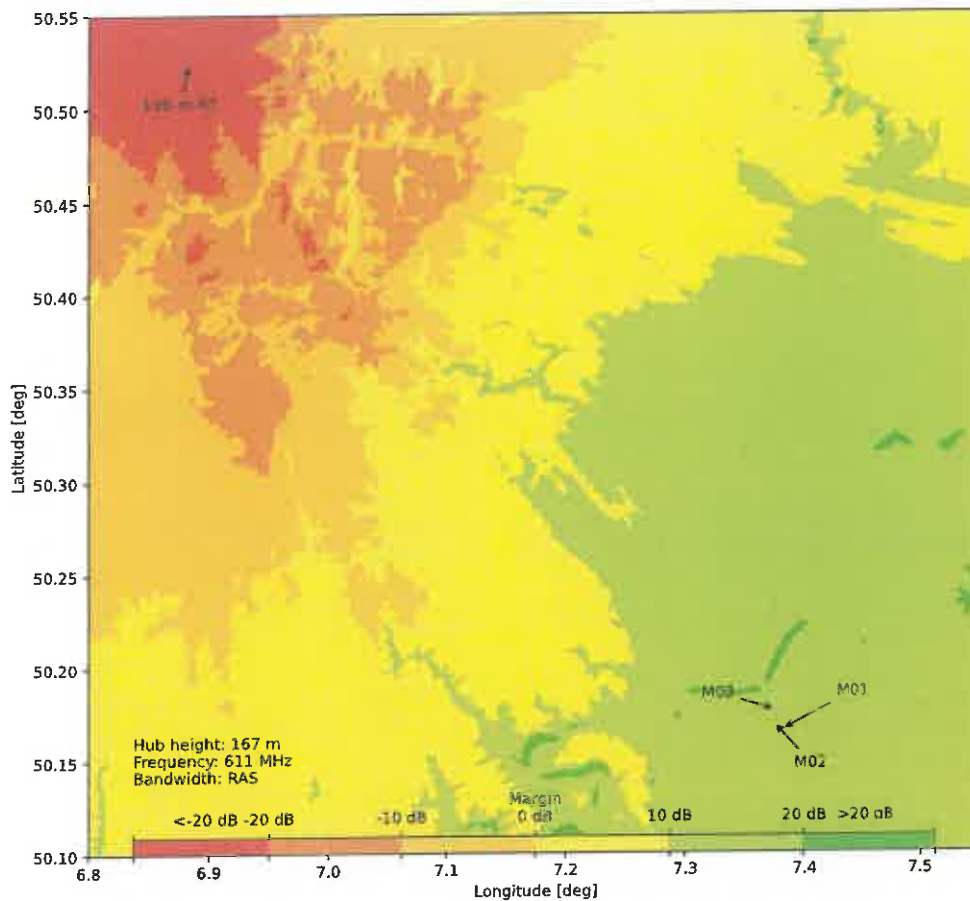 50.55
50.50
50.45
50.40
50.35
50.30
50.25
50.20
50.15
50.10
Latitude [deg]
M03
M01
M02
Hub height: 167 m
Frequency: 611 MHz
Bandwidth: RAS
Margin
<-20 dB -20 dB -10 dB 0 dB 10 dB 20 dB >20 dB
6.8 6.9 7.0 7.1 7.2 7.3 7.4 7.5
Longitude [deg]